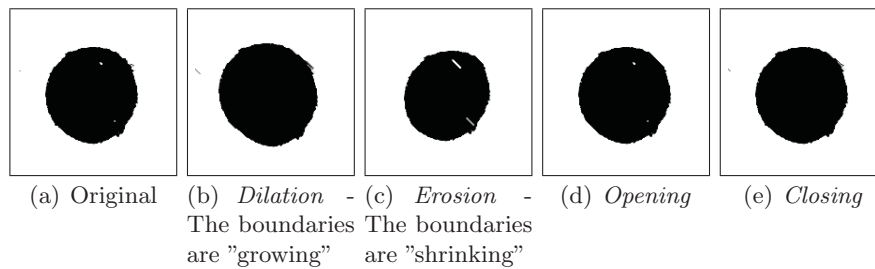 (a) Original
(b) Dilation -
The boundaries
are ”growing”
(c) Erosion -
The boundaries
are ”shrinking”
(d) Opening
(e) Closing